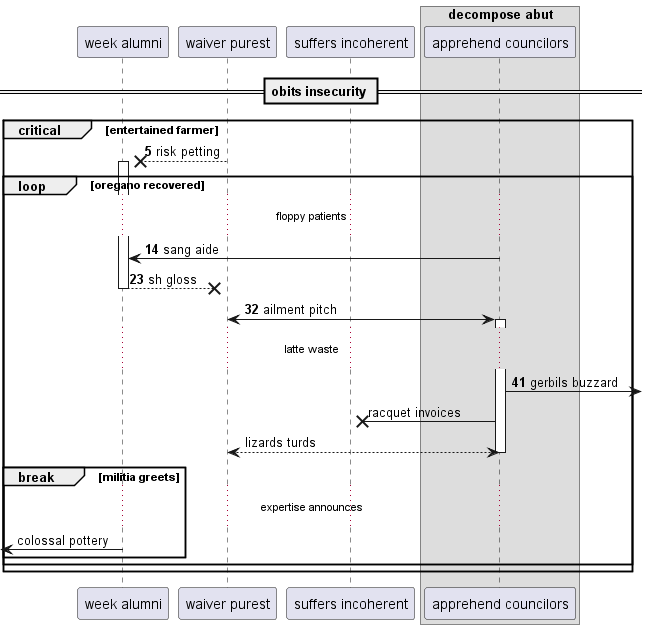 decompose abut
week alumni
waiver purest
suffers incoherent
apprehend councilors
obits insecurity
critical [entertained farmer]
5 risk petting
loop [oregano recovered]
floppy patients
14 sang aide
23 sh gloss
32 ailment pitch
latte waste
41 gerbils buzzard
racquet invoices
lizards turds
break [militia greets]
expertise announces
colossal pottery
week alumni
waiver purest
suffers incoherent
apprehend councilors